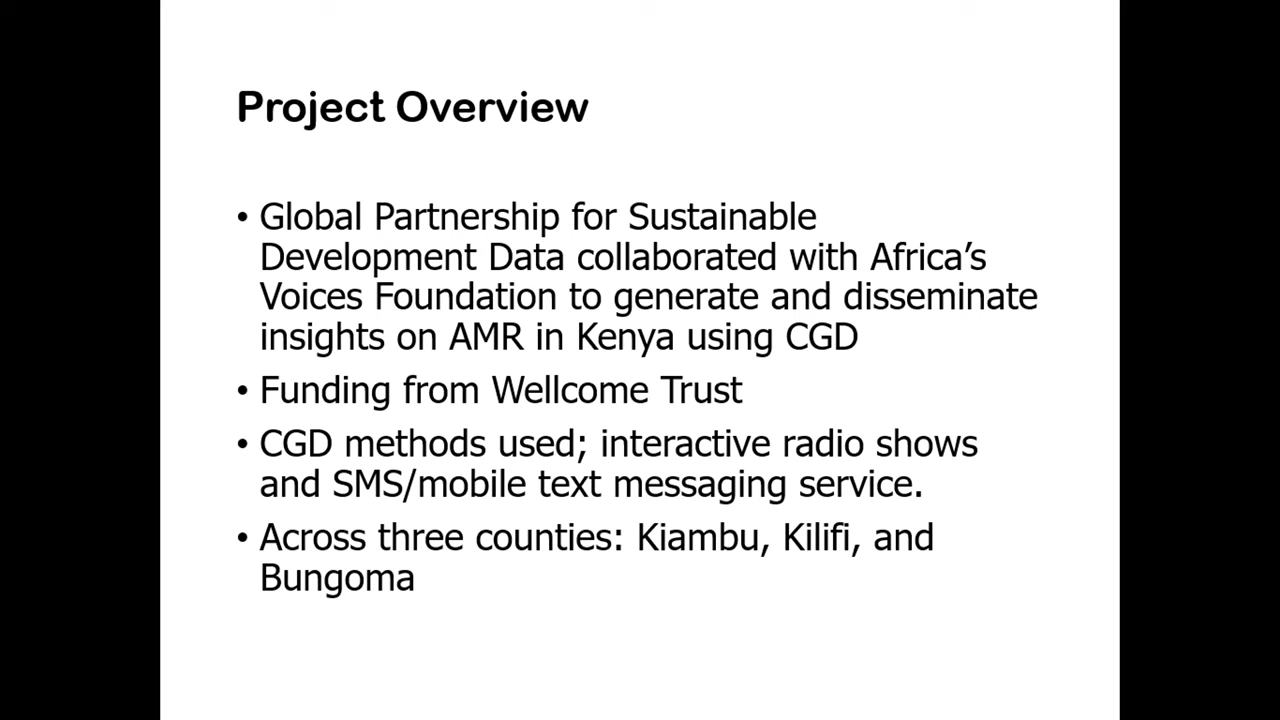 Project Overview
• Global Partnership for Sustainable
Development Data collaborated with Africa’s
Voices Foundation to generate and disseminate
insights on AMR in Kenya using CGD
• Funding from Wellcome Trust
• CGD methods used; interactive radio shows
and SMS/mobile text messaging service.
• Across three counties: Kiambu, Kilifi, and
Bungoma